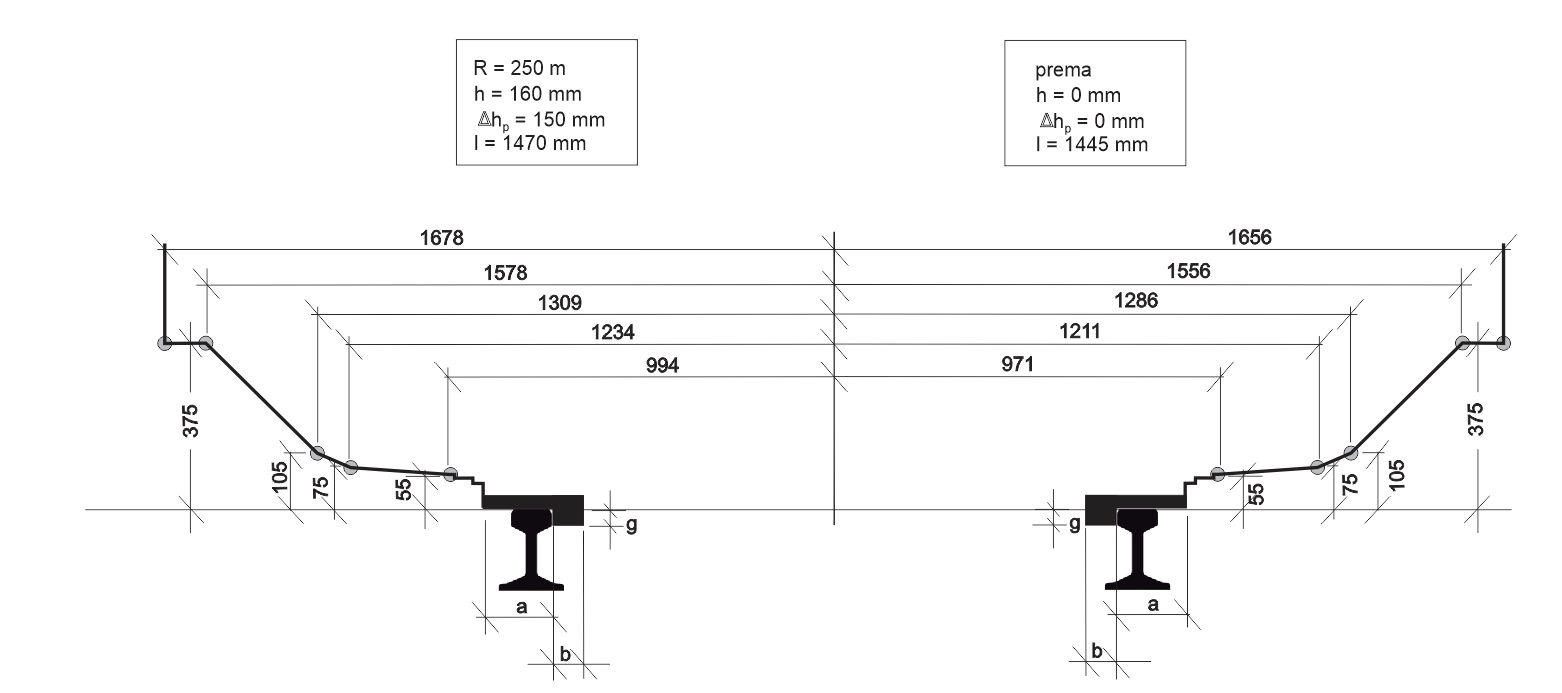 R = 250 m
h = 160 mm
Δhp = 150 mm
l = 1470 mm
prema
h = 0 mm
Δhp = 0 mm
l = 1445 mm
1678 1656
1578 1556
1309 1286
1234 1211
994 971
375 105 75 55 55 75 105 375
g g
a a
b b